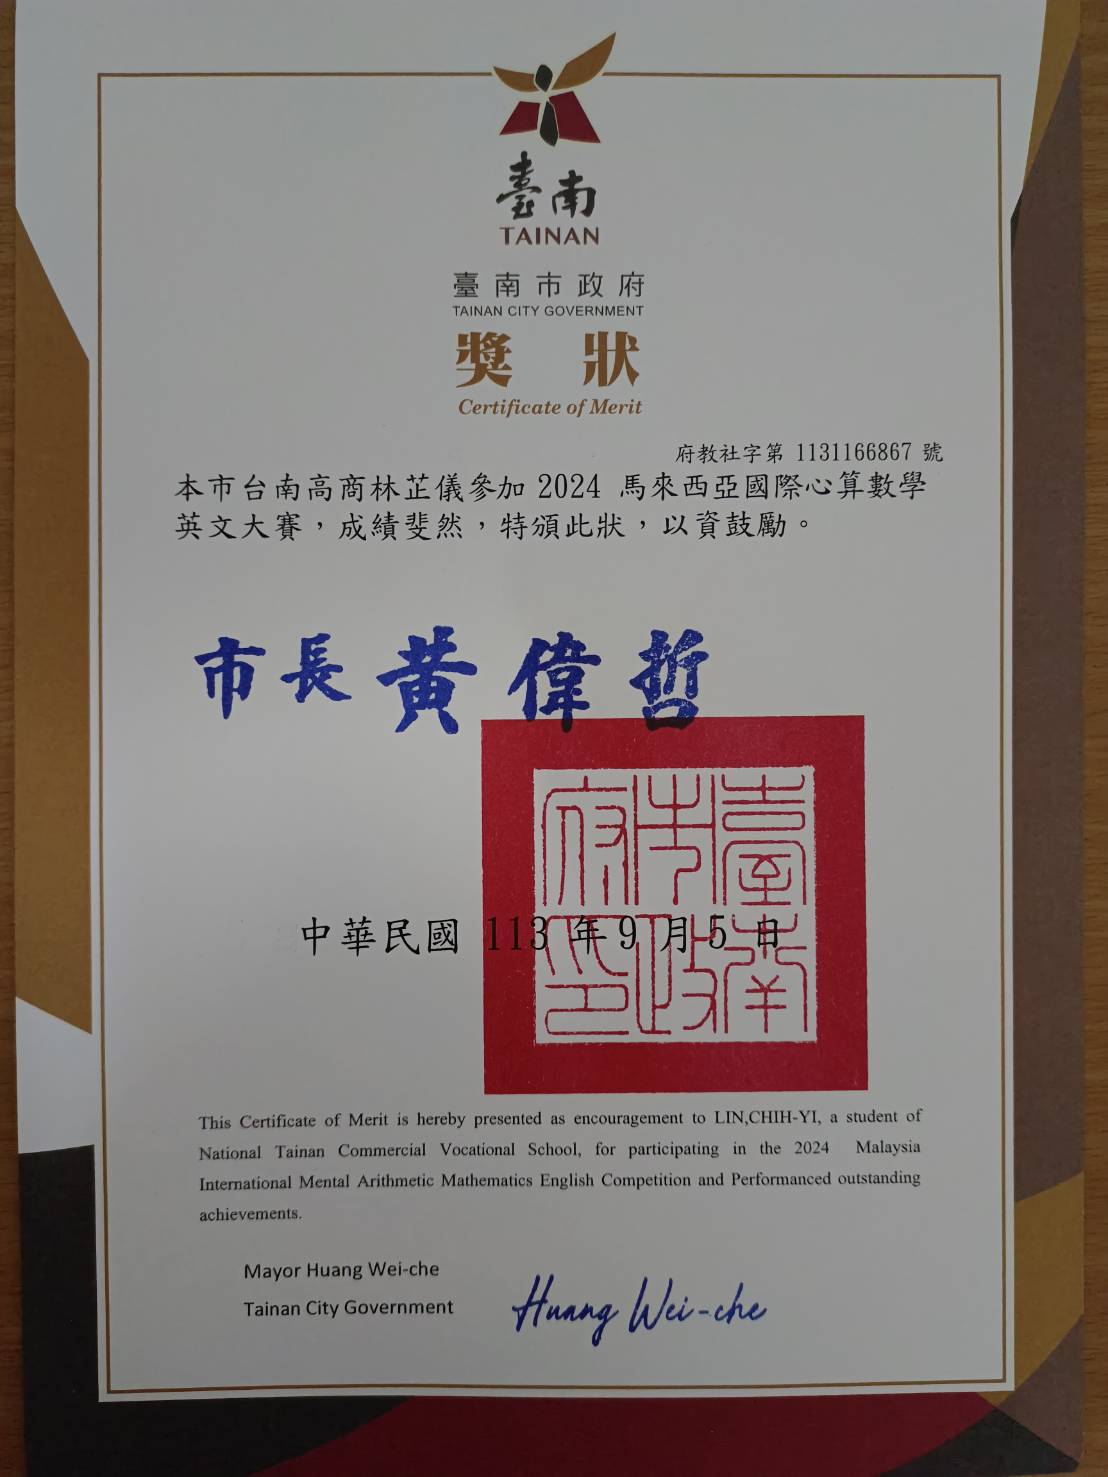 臺南
TAINAN
臺南市政府
TAINAN CITY GOVERNMENT
獎狀
Certificate of Merit
府教社字第 1131166867 號
本市台南高商林芷儀參加 2024 馬來西亞國際心算數學
英文大賽，成績斐然，特頒此狀，以資鼓勵。
市長 黃偉哲
臺南市政府印
中華民國 113 年 9 月 5 日
This Certificate of Merit is hereby presented as encouragement to LIN,CHIH-YI, a student of
National Tainan Commercial Vocational School, for participating in the 2024 Malaysia
International Mental Arithmetic Mathematics English Competition and Performanced outstanding
achievements.
Mayor Huang Wei-che
Tainan City Government
Huang Wei-che